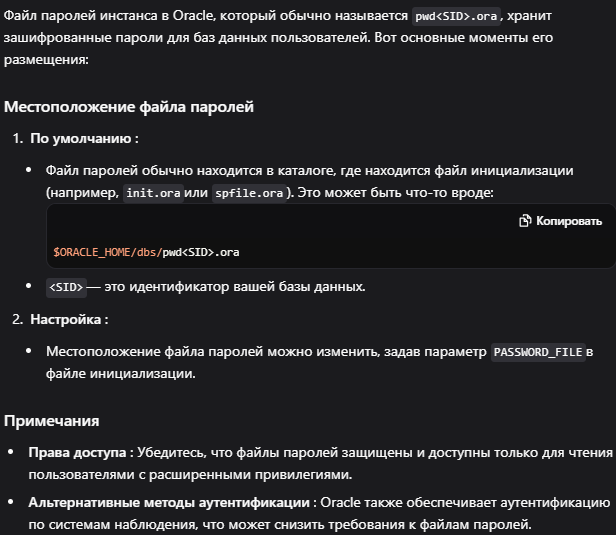 Файл паролей инстанса в Oracle, который обычно называется pwd<SID>.ora, хранит
зашифрованные пароли для баз данных пользователей. Вот основные моменты его
размещения:
Местоположение файла паролей
1. По умолчанию :
• Файл паролей обычно находится в каталоге, где находится файл инициализации
(например, init.ora или spfile.ora). Это может быть что-то вроде:
Копировать
$ORACLE_HOME/dbs/pwd<SID>.ora
• <SID> — это идентификатор вашей базы данных.
2. Настройка :
• Местоположение файла паролей можно изменить, задав параметр PASSWORD_FILE в
файле инициализации.
Примечания
• Права доступа : Убедитесь, что файлы паролей защищены и доступны только для чтения
пользователями с расширенными привилегиями.
• Альтернативные методы аутентификации : Oracle также обеспечивает аутентификацию
по системам наблюдения, что может снизить требования к файлам паролей.